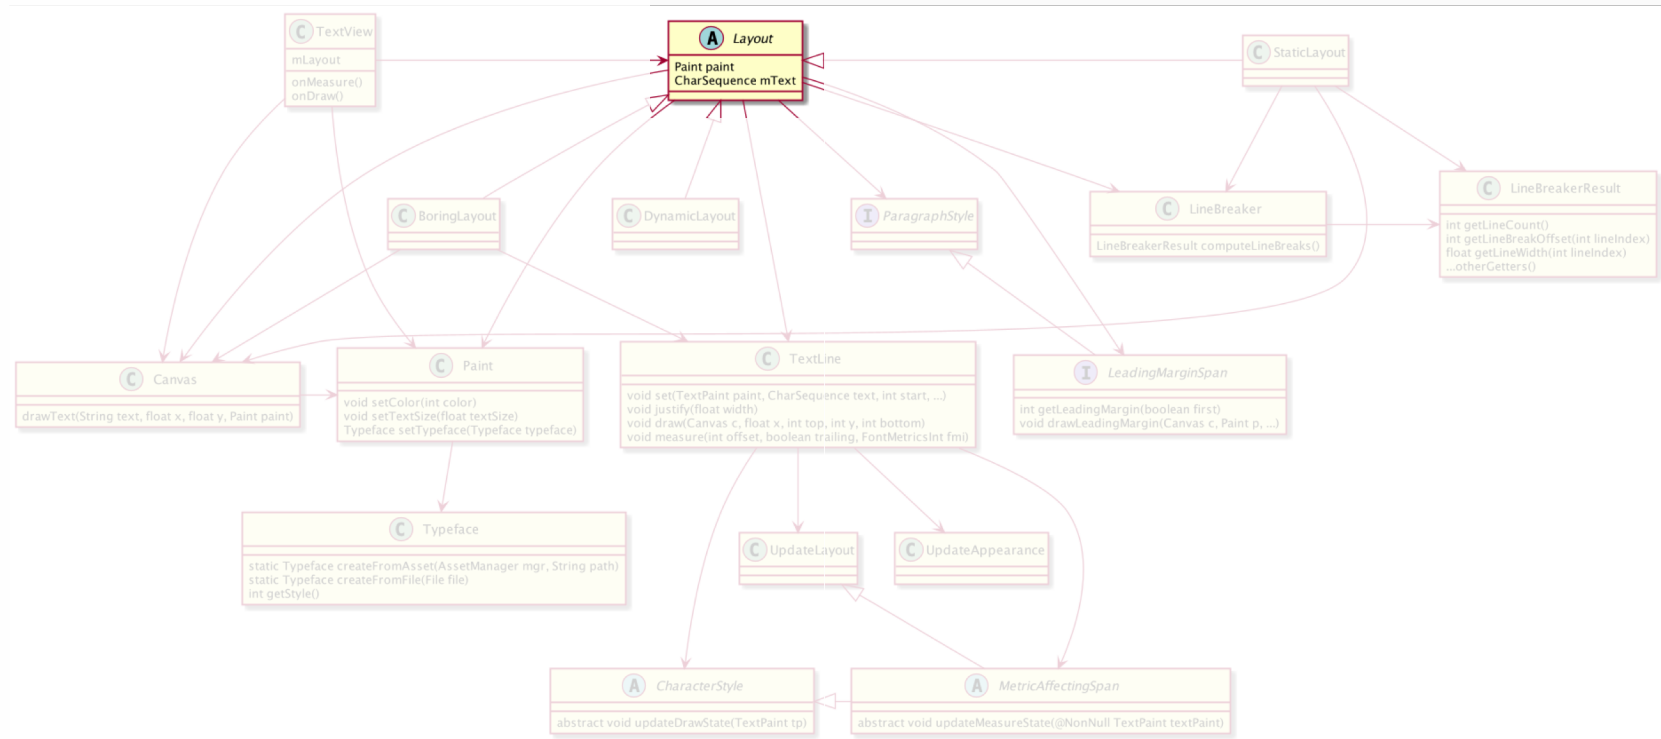 C TextView
mLayout
onMeasure()
onDraw()
A Layout
Paint paint
CharSequence mText
C StaticLayout
C BoringLayout
C DynamicLayout
I ParagraphStyle
C LineBreaker
LineBreakerResult computeLineBreaks()
C LineBreakerResult
int getLineCount()
int getLineBreakOffset(int lineIndex)
float getLineWidth(int lineIndex)
...otherGetters()
C Canvas
drawText(String text, float x, float y, Paint paint)
C Paint
void setColor(int color)
void setTextSize(float textSize)
Typeface setTypeface(Typeface typeface)
C TextLine
void set(TextPaint paint, CharSequence text, int start, ...)
void justify(float width)
void draw(Canvas c, float x, int top, int y, int bottom)
void measure(int offset, boolean trailing, FontMetricsInt fmi)
I LeadingMarginSpan
int getLeadingMargin(boolean first)
void drawLeadingMargin(Canvas c, Paint p, ...)
C Typeface
static Typeface createFromAsset(AssetManager mgr, String path)
static Typeface createFromFile(File file)
int getStyle()
C UpdateLayout
C UpdateAppearance
A CharacterStyle
abstract void updateDrawState(TextPaint tp)
A MetricAffectingSpan
abstract void updateMeasureState(@NonNull TextPaint textPaint)